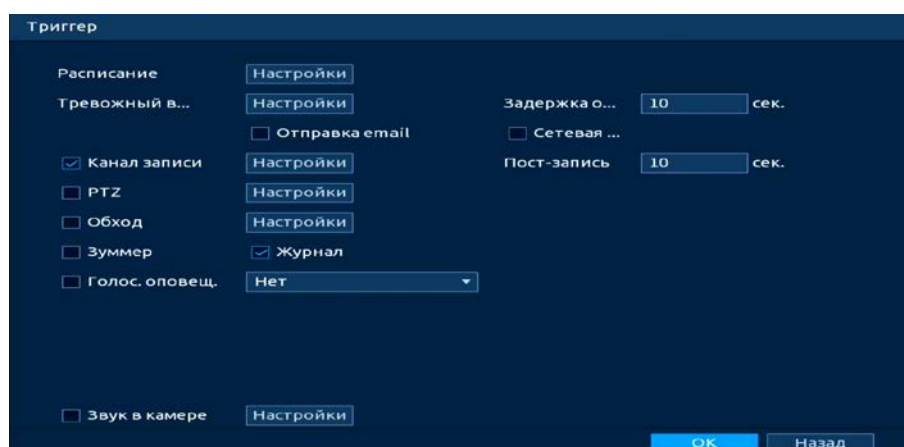 Триггер
Расписание Настройки
Тревожный в... Настройки Задержка о... 10 сек.
Отправка email Сетевая ...
Канал записи Настройки Пост-запись 10 сек.
PTZ Настройки
Обход Настройки
Зуммер Журнал
Голос. оповещ. Нет
Звук в камере Настройки
OK Назад